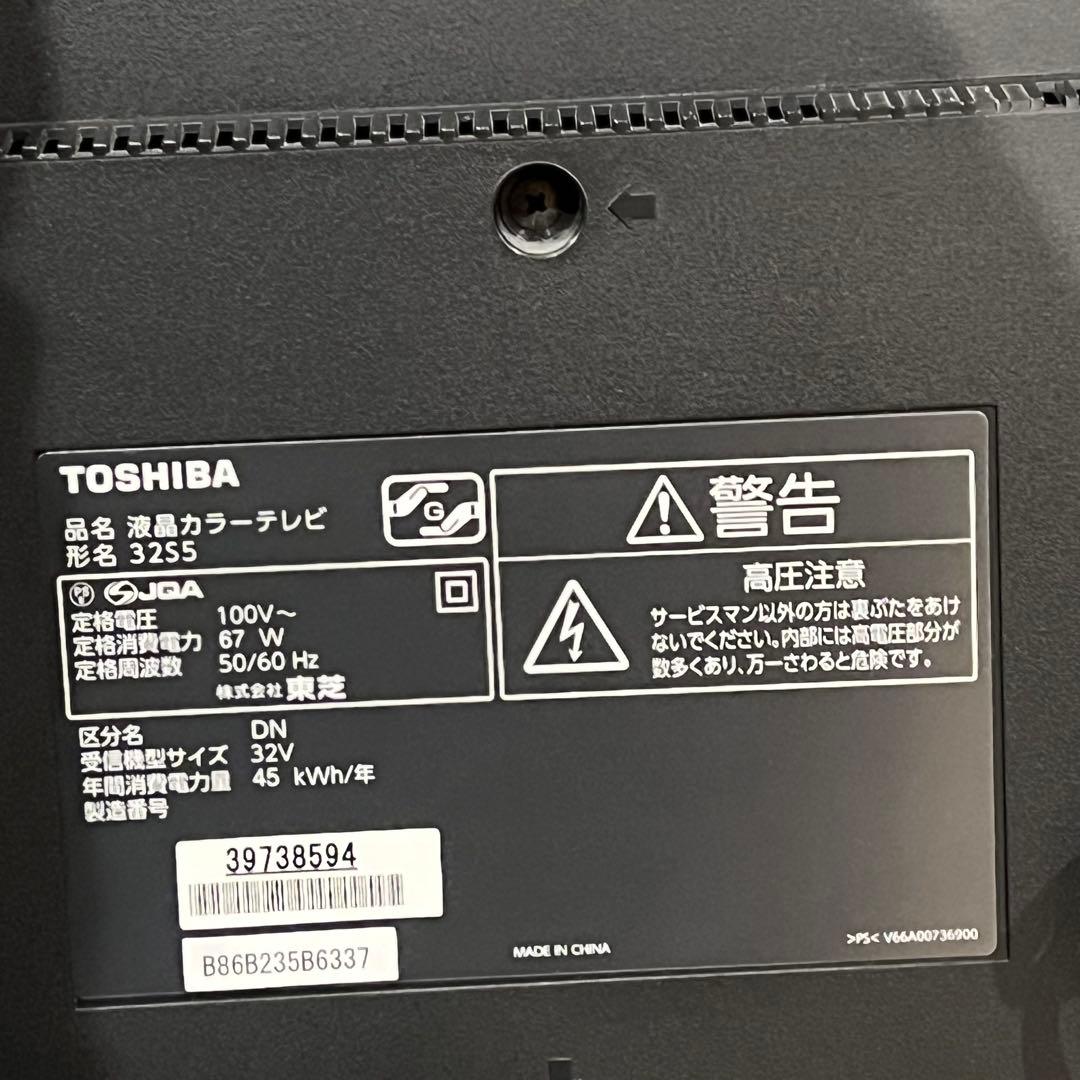 TOSHIBA
品名 液晶カラーテレビ
形名 32S5
G
PS
E
JQA
定格電圧 100V～
定格消費電力 67 W
定格周波数 50/60 Hz
株式会社 東芝
区分名 DN
受信機型サイズ 32V
年間消費電力量 45 kWh/年
製造番号
39738594
B86B235B6337
警告
高圧注意
サービスマン以外の方は裏ぶたをあけ
ないでください。内部には高電圧部分が
数多くあり、万一さわると危険です。
MADE IN CHINA
>PS< V66A00736900